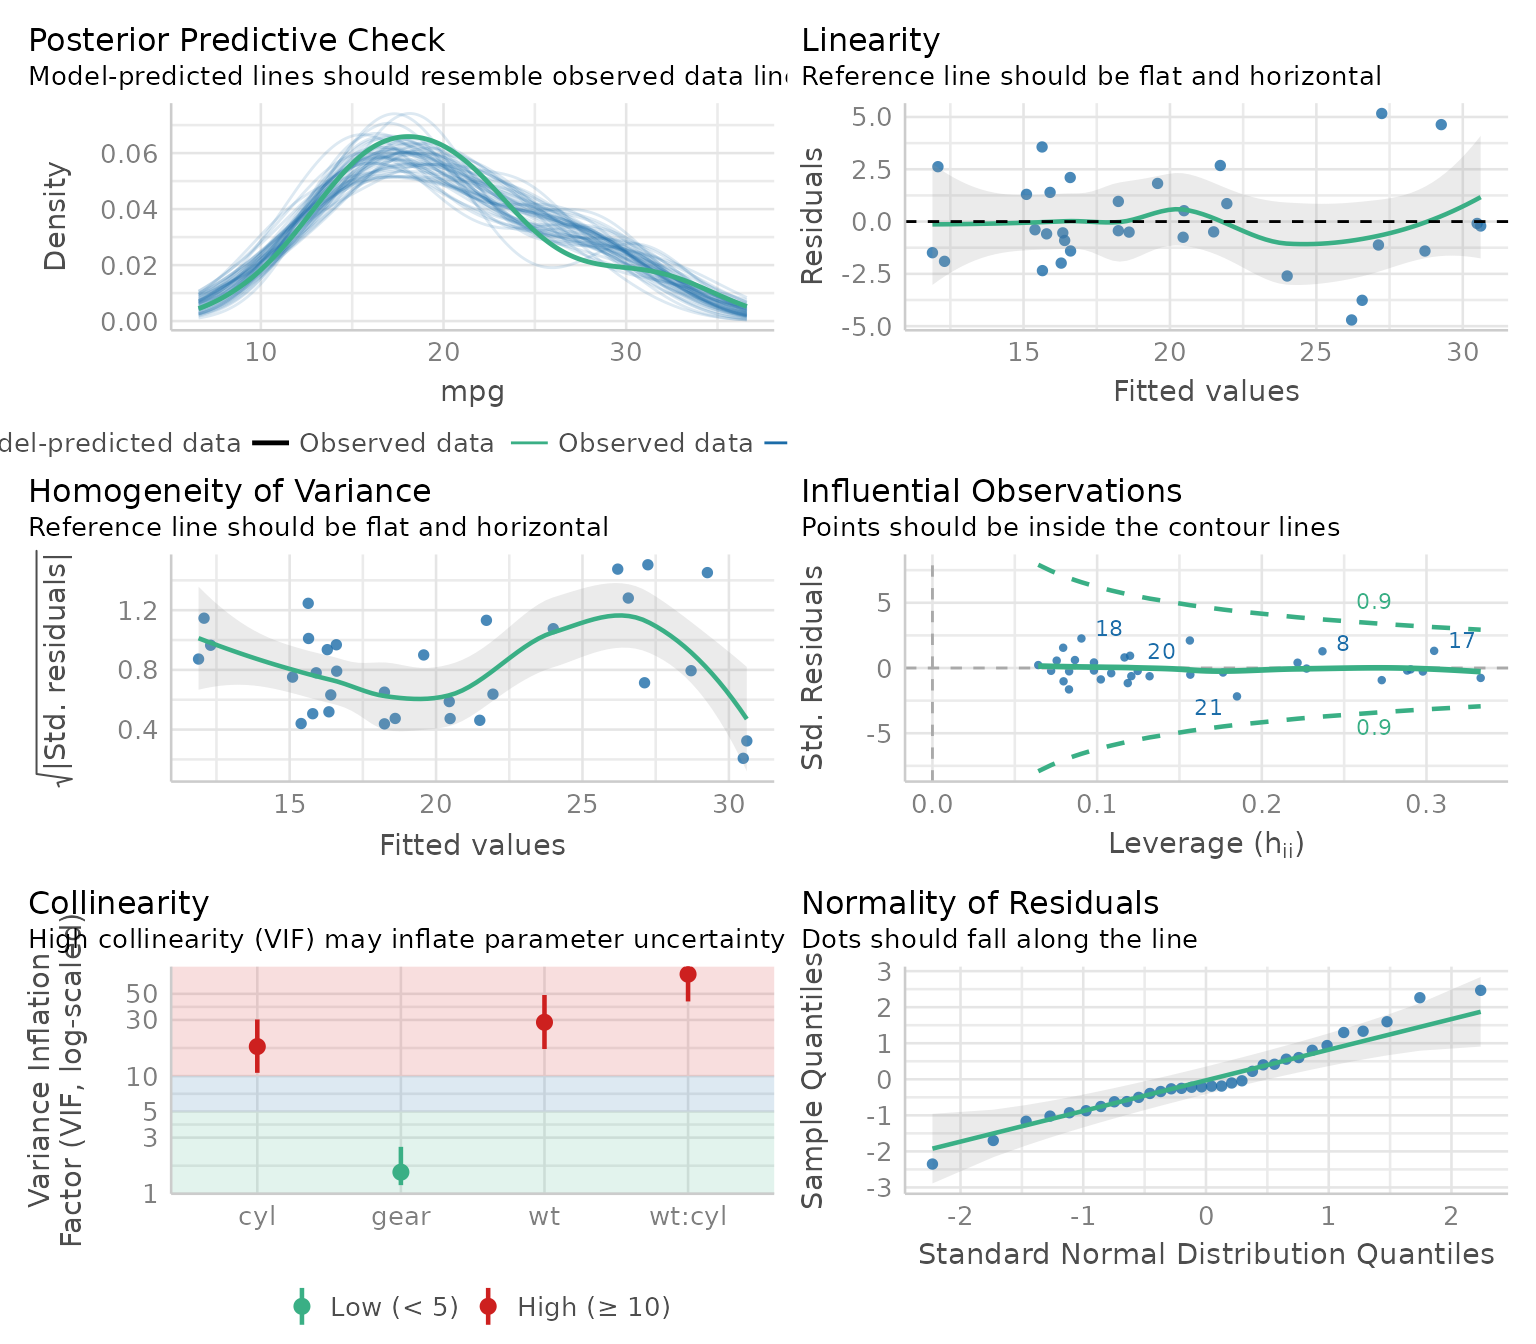 Posterior Predictive Check
Model-predicted lines should resemble observed data line
Density
0.06
0.04
0.02
0.00
10
20
30
mpg
del-predicted data
Observed data
Observed data
Linearity
Reference line should be flat and horizontal
Residuals
5.0
2.5
0.0
-2.5
-5.0
15
20
25
30
Fitted values
Homogeneity of Variance
Reference line should be flat and horizontal
√|Std. residuals|
1.2
0.8
0.4
15
20
25
30
Fitted values
Influential Observations
Points should be inside the contour lines
Std. Residuals
5
0
-5
0.9
18
20
8
17
21
0.9
0.0
0.1
0.2
0.3
Leverage (hii)
Collinearity
High collinearity (VIF) may inflate parameter uncertainty
Variance Inflation
Factor (VIF, log-scaled)
50
30
10
5
3
1
cyl
gear
wt
wt:cyl
Low (< 5)
High (≥ 10)
Normality of Residuals
Dots should fall along the line
Sample Quantiles
3
2
1
0
-1
-2
-3
-2
-1
0
1
2
Standard Normal Distribution Quantiles